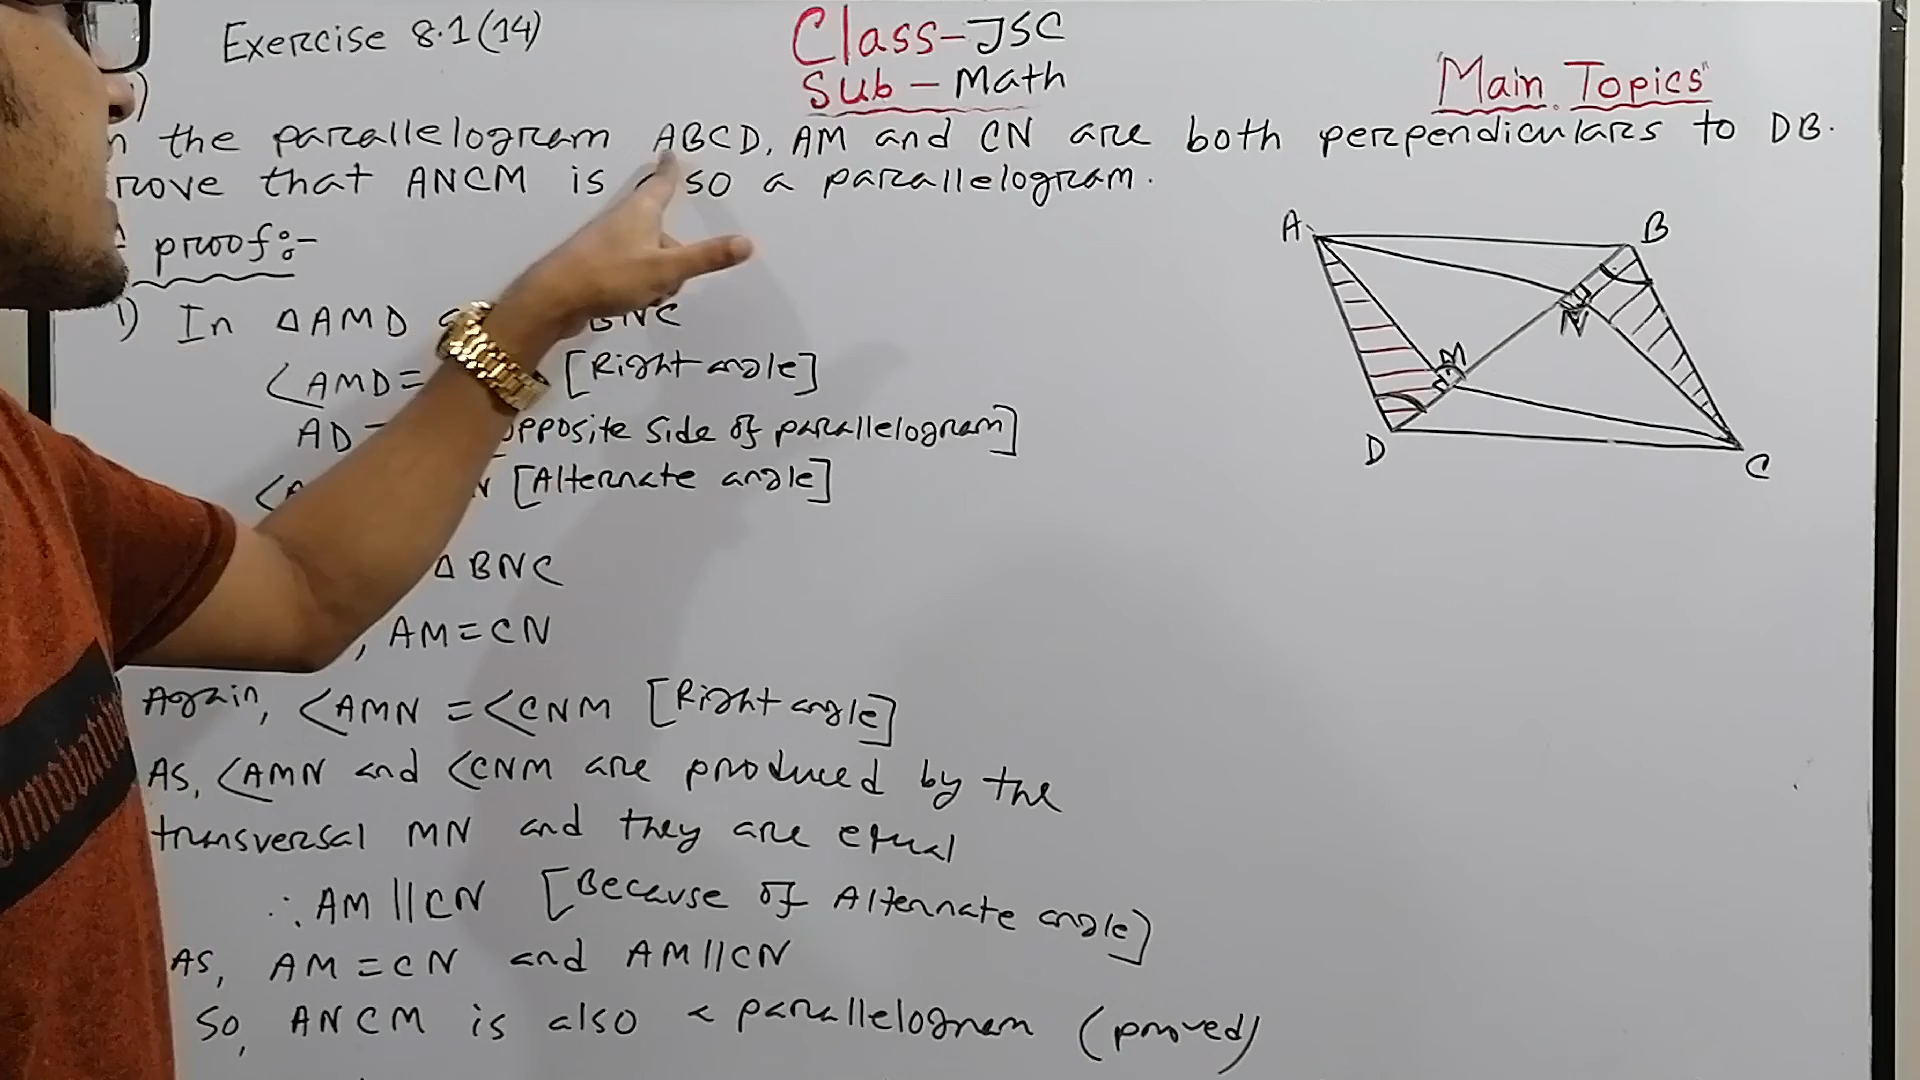 Exercise 8.1(14)
Class-JSC
Sub-Math
"Main Topics"
the parallelogram ABCD, AM and CN are both perpendiculars to DB.
that ANCM is also a parallelogram.
proof:-
1) In ΔAMD BNC
<AMD= [Right angle]
AD= opposite side of parallelogram]
[Alternate angle]
ΔBNC
, AM=CN
Again, <AMN = <CNM [Right angle]
As, <AMN and <CNM are produced by the
transversal MN and they are equal
∴ AM||CN [Because of Alternate angle]
As, AM=CN and AM||CN
So, ANCM is also a parallelogram (proved)
A
B
N
M
D
C